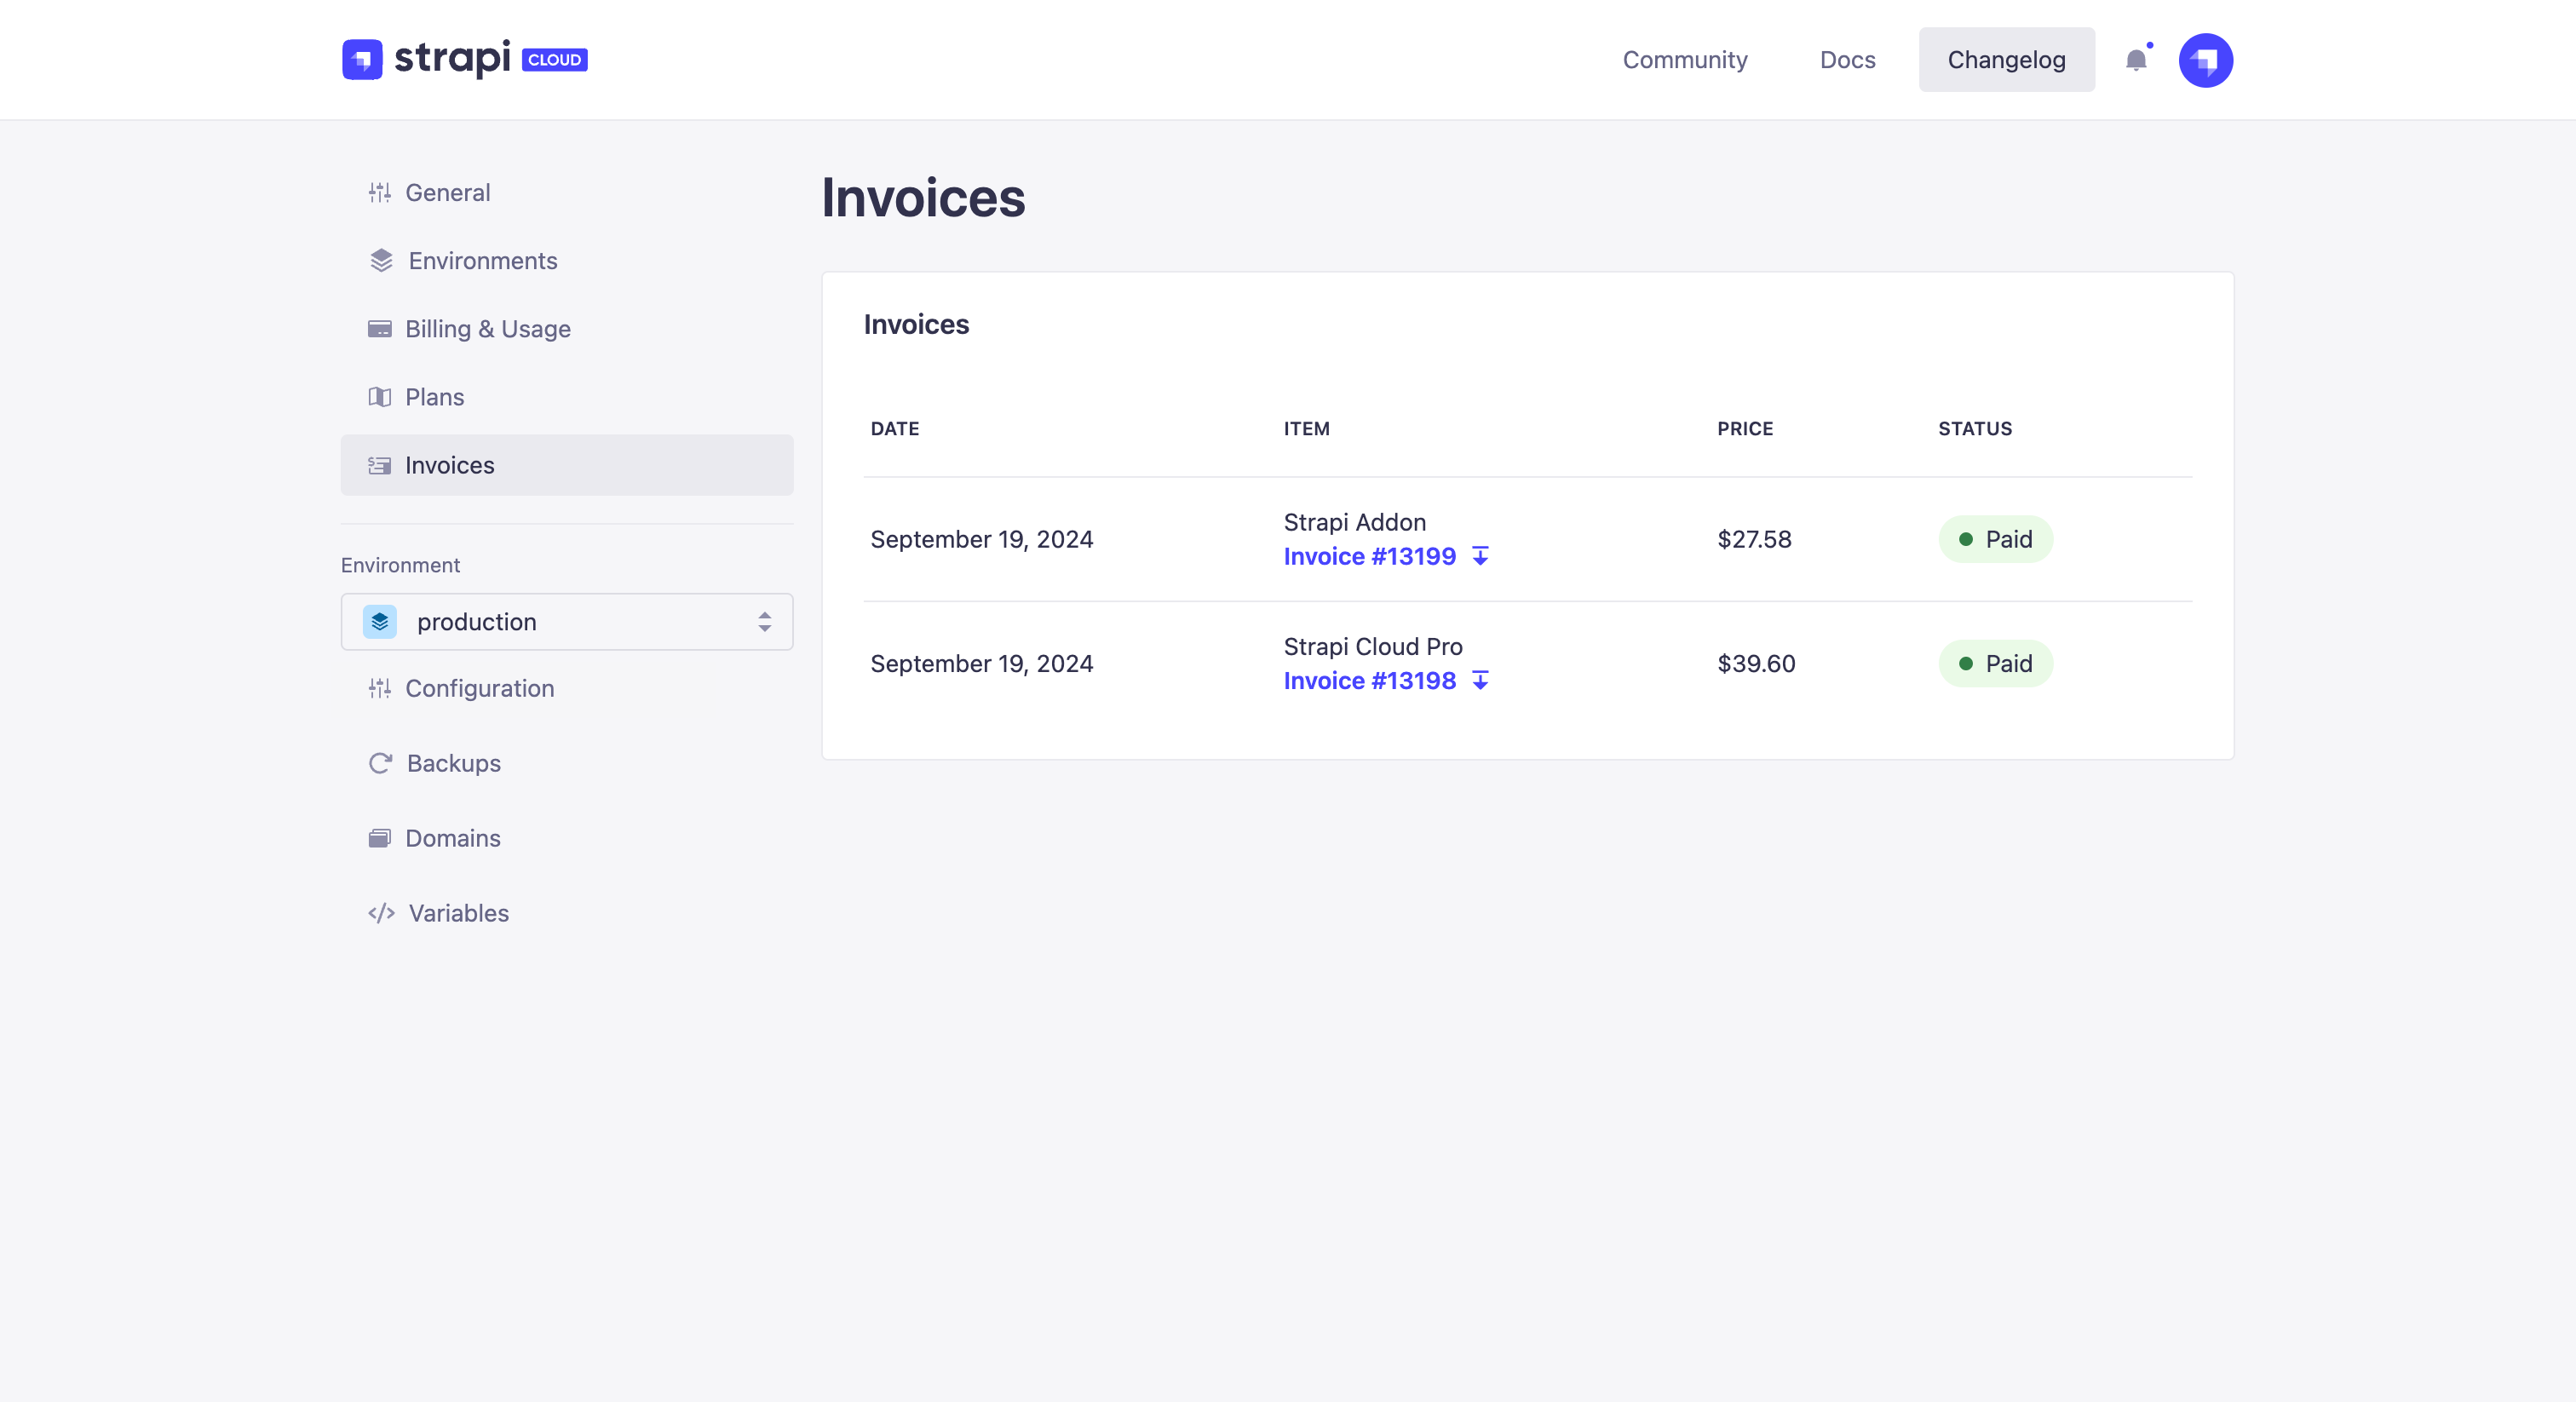 strapi CLOUD
Community Docs Changelog
General
Environments
Billing & Usage
Plans
Invoices
Environment
production
Configuration
Backups
Domains
Variables
Invoices
Invoices
DATE ITEM PRICE STATUS
September 19, 2024 Strapi Addon $27.58 Paid
Invoice #13199
September 19, 2024 Strapi Cloud Pro $39.60 Paid
Invoice #13198